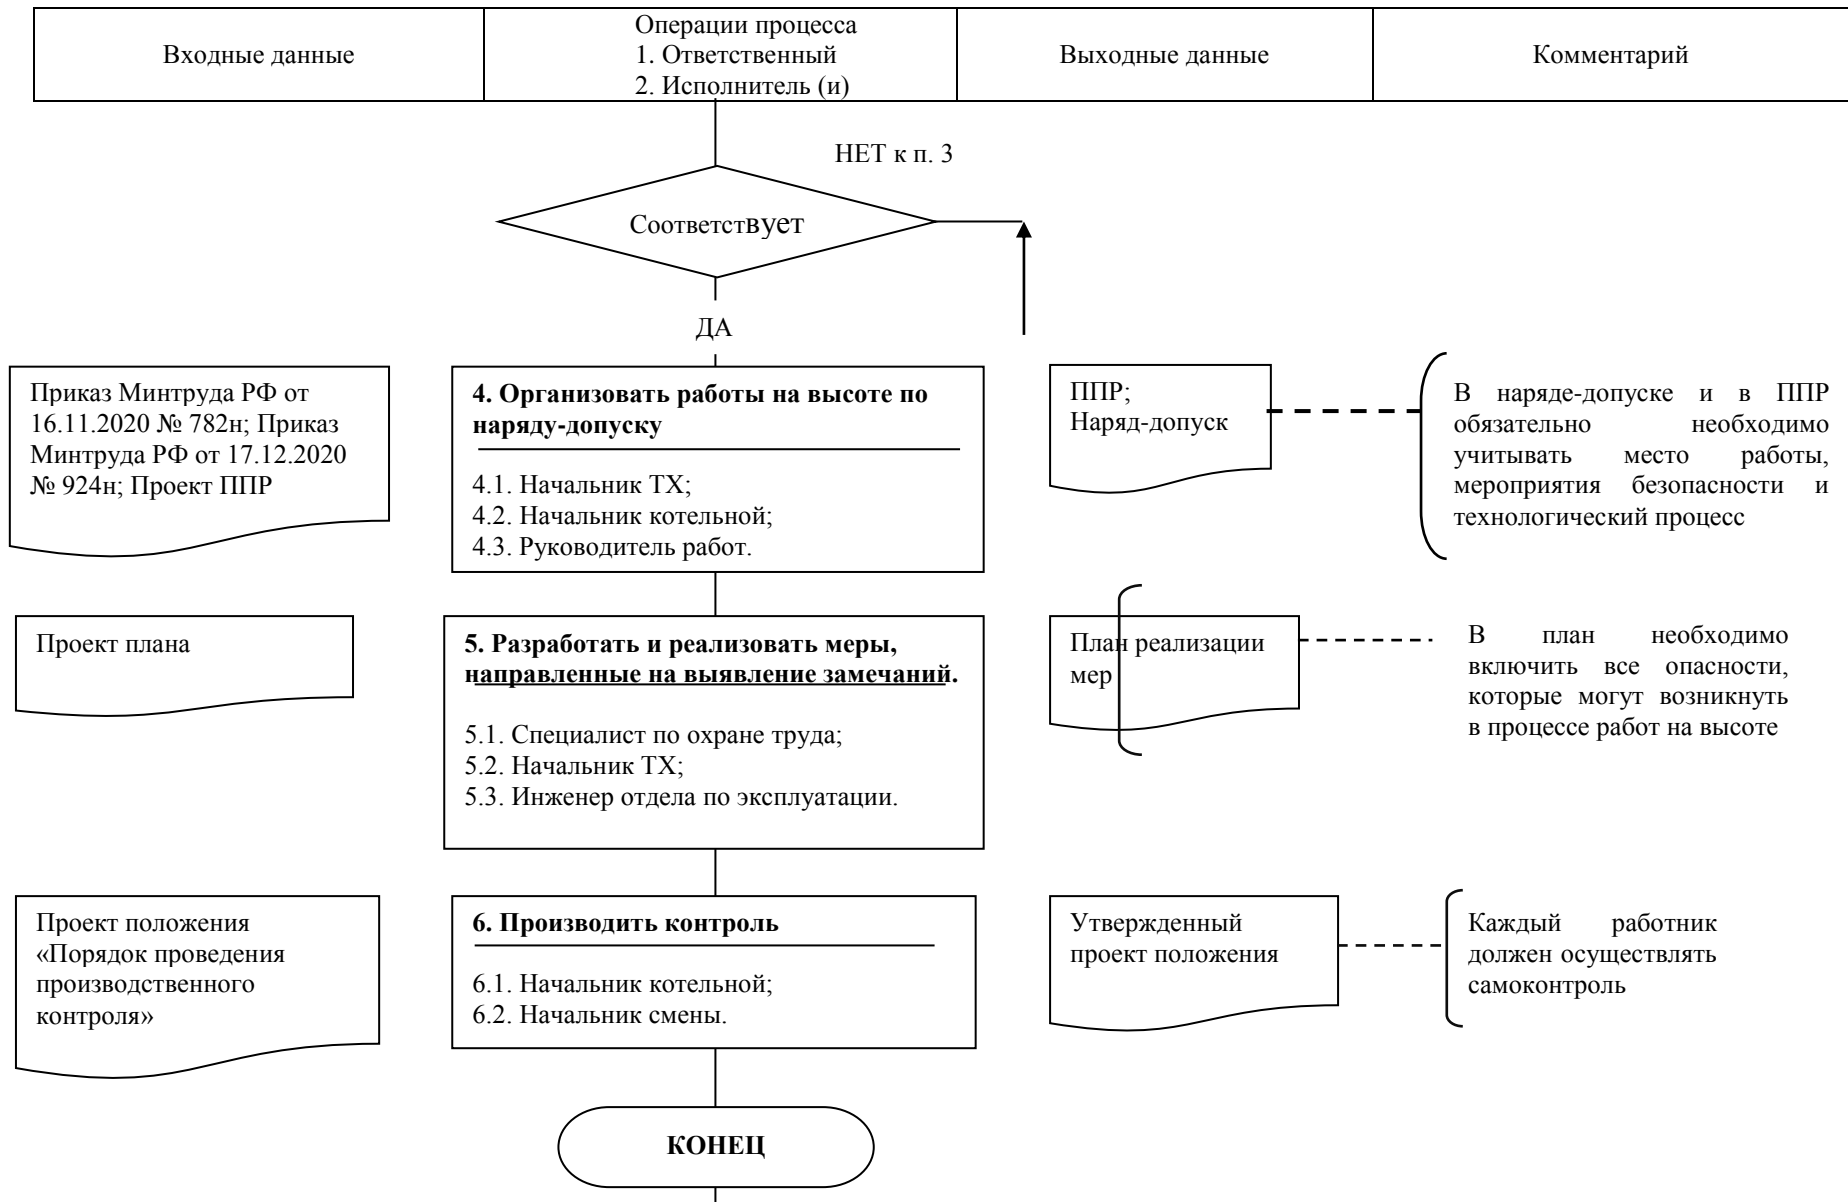 Входные данные
Операции процесса
1. Ответственный
2. Исполнитель (и)
Выходные данные
Комментарий
НЕТ к п. 3
Соответствует
ДА
Приказ Минтруда РФ от
16.11.2020 № 782н; Приказ
Минтруда РФ от 17.12.2020
№ 924н; Проект ППР
4. Организовать работы на высоте по
наряду-допуску
4.1. Начальник ТХ;
4.2. Начальник котельной;
4.3. Руководитель работ.
ППР;
Наряд-допуск
В наряде-допуске и в ППР
обязательно необходимо
учитывать место работы,
мероприятия безопасности и
технологический процесс
Проект плана
5. Разработать и реализовать меры,
направленные на выявление замечаний.
5.1. Специалист по охране труда;
5.2. Начальник ТХ;
5.3. Инженер отдела по эксплуатации.
План реализации
мер
В план необходимо
включить все опасности,
которые могут возникнуть
в процессе работ на высоте
Проект положения
«Порядок проведения
производственного
контроля»
6. Производить контроль
6.1. Начальник котельной;
6.2. Начальник смены.
Утвержденный
проект положения
Каждый работник
должен осуществлять
самоконтроль
КОНЕЦ